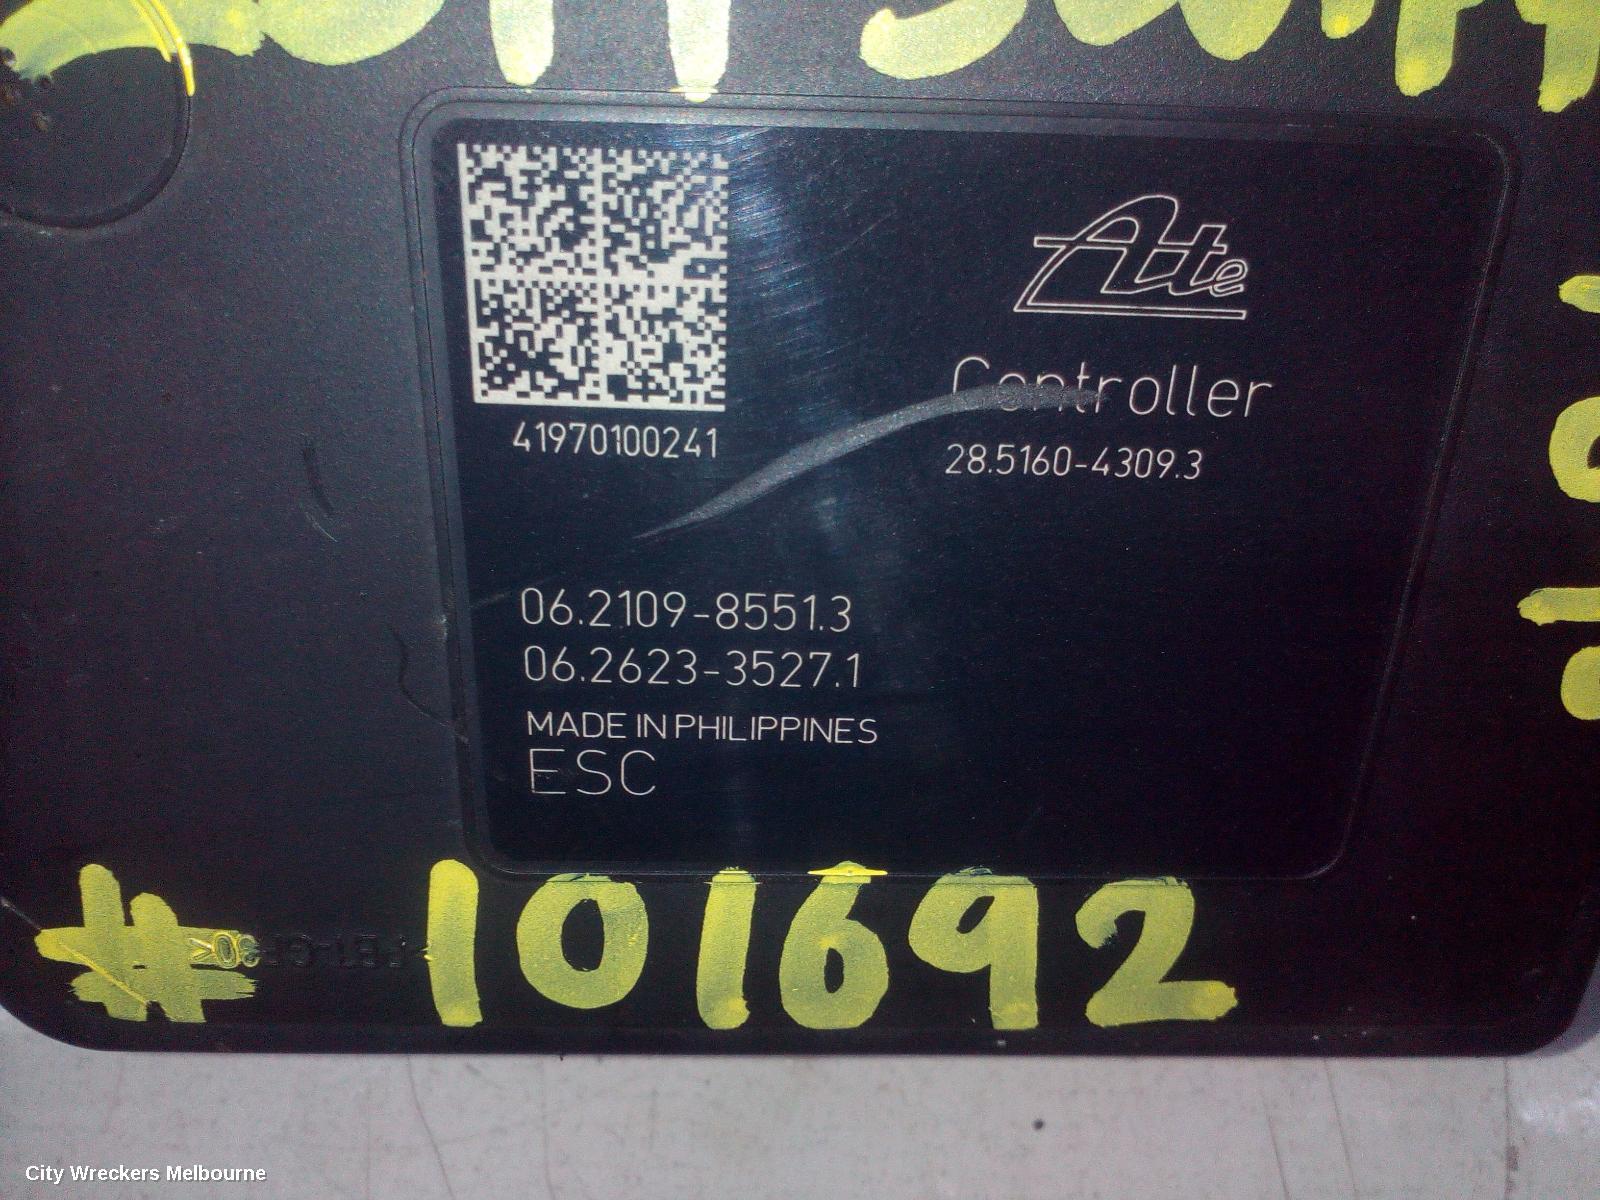 Ate
Controller
28.5160-4309.3
41970100241
06.2109-8551.3
06.2623-3527.1
MADE IN PHILIPPINES
ESC
#101692
City Wreckers Melbourne